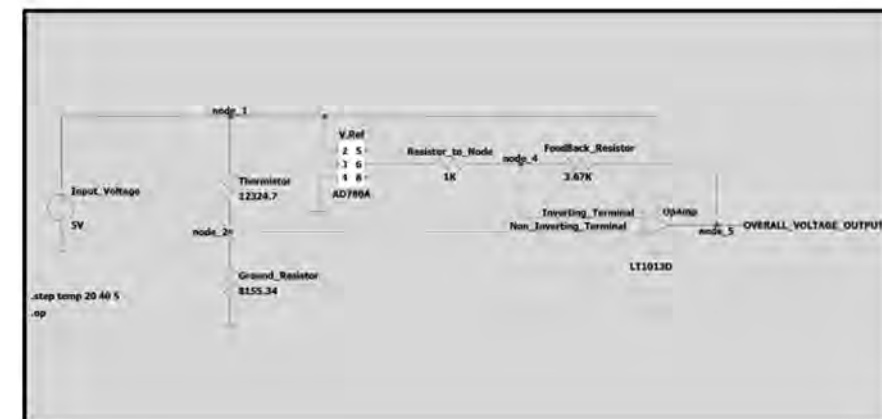 node_1
V.Ref
2 5
3 6
4 8
AD780A
Resistor_to_Node
1K
node_4
FeedBack_Resistor
3.67K
Input_Voltage
5V
Thermistor
12324.7
node_2
Inverting_Terminal
Non_Inverting_Terminal
OpAmp
node_5
OVERALL_VOLTAGE_OUTPUT
LT1013D
Ground_Resistor
8155.34
.step temp 20 40 5
.op